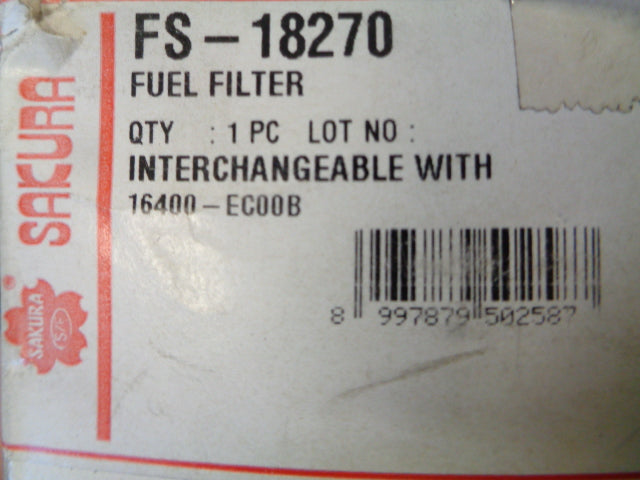 FS-18270
FUEL FILTER
QTY : 1 PC LOT NO :
INTERCHANGEABLE WITH
16400-EC00B
8 997879 502587
SAKURA
®
SAKURA